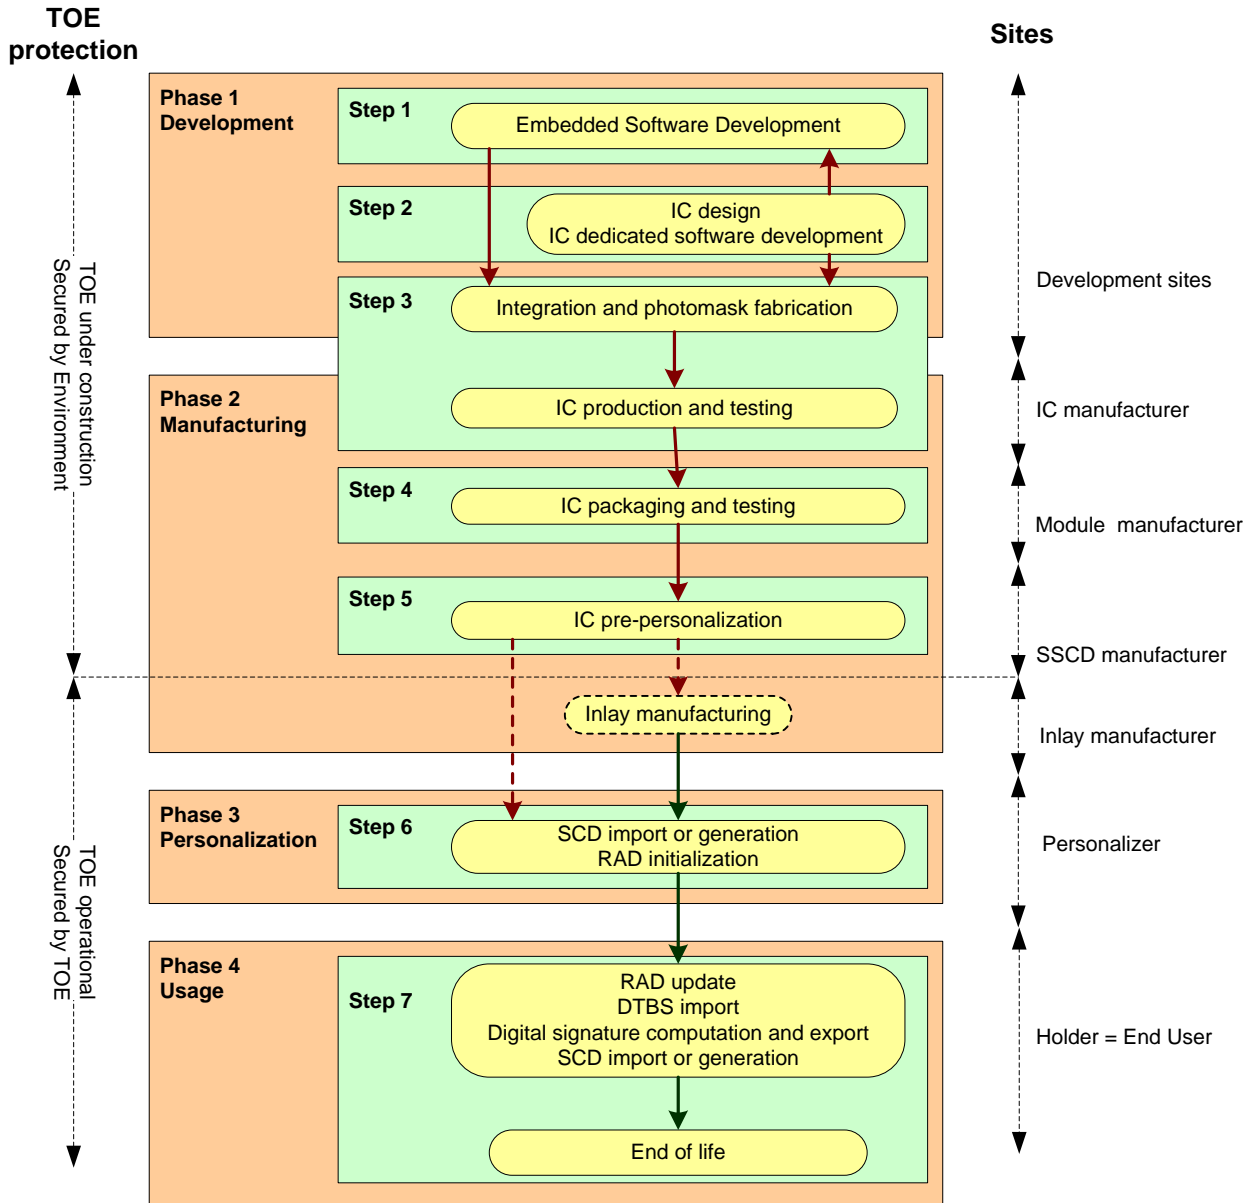 TOE
protection
Sites
Phase 1
Development
Step 1
Embedded Software Development
Step 2
IC design
IC dedicated software development
Step 3
Integration and photomask fabrication
Development sites
TOE under construction
Secured by Environment
Phase 2
Manufacturing
IC production and testing
IC manufacturer
Step 4
IC packaging and testing
Module manufacturer
Step 5
IC pre-personalization
SSCD manufacturer
Inlay manufacturing
Inlay manufacturer
Phase 3
Personalization
Step 6
SCD import or generation
RAD initialization
Personalizer
TOE operational
Secured by TOE
Phase 4
Usage
Step 7
RAD update
DTBS import
Digital signature computation and export
SCD import or generation
Holder = End User
End of life